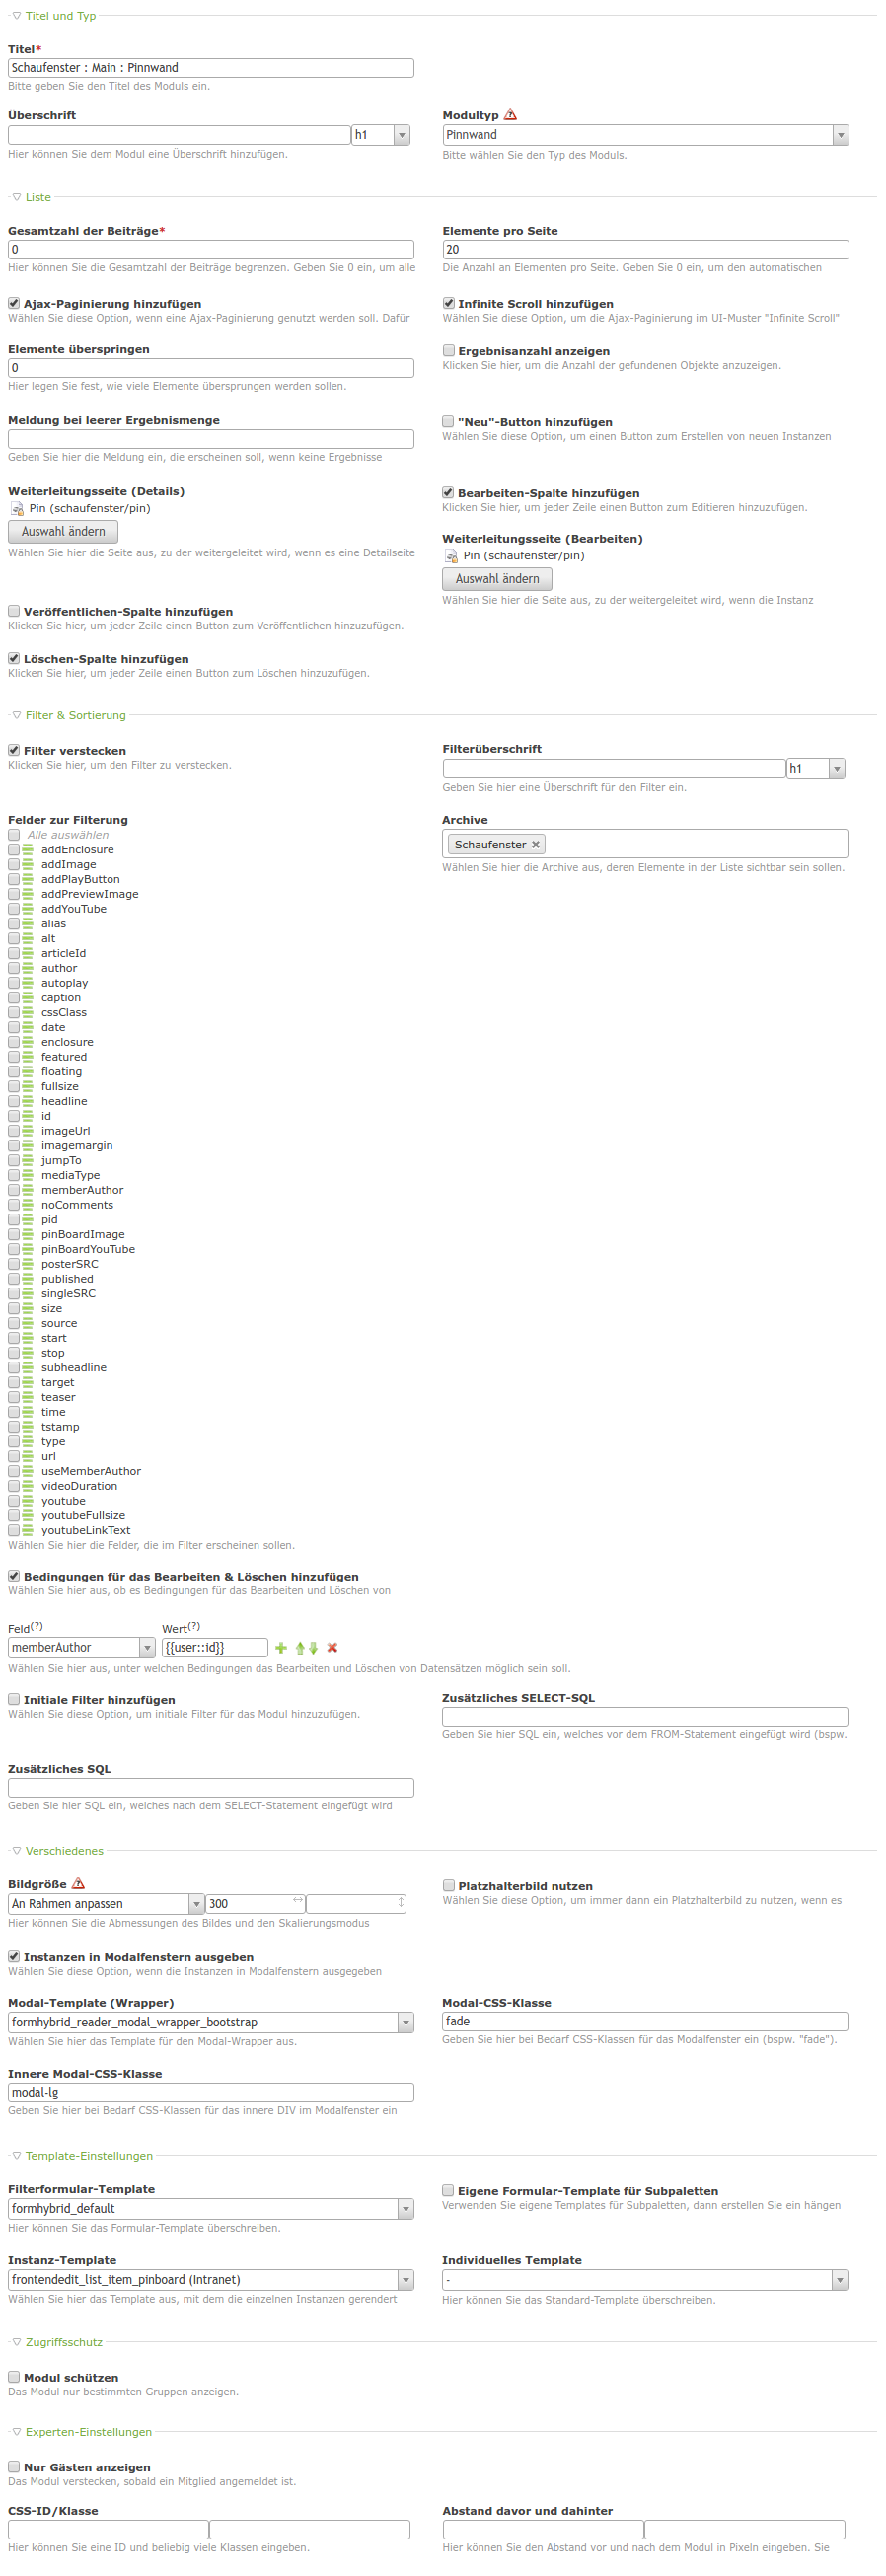 Titel und Typ
Titel*
Schaufenster : Main : Pinnwand
Bitte geben Sie den Titel des Moduls ein.
Überschrift
h1
Hier können Sie dem Modul eine Überschrift hinzufügen.
Modultyp
Pinnwand
Bitte wählen Sie den Typ des Moduls.
Liste
Gesamtzahl der Beiträge*
0
Hier können Sie die Gesamtzahl der Beiträge begrenzen. Geben Sie 0 ein, um alle
Elemente pro Seite
20
Die Anzahl an Elementen pro Seite. Geben Sie 0 ein, um den automatischen
Ajax-Paginierung hinzufügen
Wählen Sie diese Option, wenn eine Ajax-Paginierung genutzt werden soll. Dafür
Infinite Scroll hinzufügen
Wählen Sie diese Option, um die Ajax-Paginierung im UI-Muster "Infinite Scroll"
Elemente überspringen
0
Hier legen Sie fest, wie viele Elemente übersprungen werden sollen.
Ergebnisanzahl anzeigen
Klicken Sie hier, um die Anzahl der gefundenen Objekte anzuzeigen.
Meldung bei leerer Ergebnismenge
Geben Sie hier die Meldung ein, die erscheinen soll, wenn keine Ergebnisse
"Neu"-Button hinzufügen
Wählen Sie diese Option, um einen Button zum Erstellen von neuen Instanzen
Weiterleitungsseite (Details)
Pin (schaufenster/pin)
Auswahl ändern
Wählen Sie hier die Seite aus, zu der weitergeleitet wird, wenn es eine Detailseite
Bearbeiten-Spalte hinzufügen
Klicken Sie hier, um jeder Zeile einen Button zum Editieren hinzuzufügen.
Weiterleitungsseite (Bearbeiten)
Pin (schaufenster/pin)
Auswahl ändern
Wählen Sie hier die Seite aus, zu der weitergeleitet wird, wenn die Instanz
Veröffentlichen-Spalte hinzufügen
Klicken Sie hier, um jeder Zeile einen Button zum Veröffentlichen hinzuzufügen.
Löschen-Spalte hinzufügen
Klicken Sie hier, um jeder Zeile einen Button zum Löschen hinzuzufügen.
Filter & Sortierung
Filter verstecken
Klicken Sie hier, um den Filter zu verstecken.
Filterüberschrift
h1
Geben Sie hier eine Überschrift für den Filter ein.
Felder zur Filterung
Alle auswählen
addEnclosure
addImage
addPlayButton
addPreviewImage
addYouTube
alias
alt
articleId
author
autoplay
caption
cssClass
date
enclosure
featured
floating
fullsize
headline
id
imageUrl
imagemargin
jumpTo
mediaType
memberAuthor
noComments
pid
pinBoardImage
pinBoardYouTube
posterSRC
published
singleSRC
size
source
start
stop
subheadline
target
teaser
time
tstamp
type
url
useMemberAuthor
videoDuration
youtube
youtubeFullsize
youtubeLinkText
Wählen Sie hier die Felder, die im Filter erscheinen sollen.
Archive
Schaufenster
Wählen Sie hier die Archive aus, deren Elemente in der Liste sichtbar sein sollen.
Bedingungen für das Bearbeiten & Löschen hinzufügen
Wählen Sie hier aus, ob es Bedingungen für das Bearbeiten und Löschen von
Feld(?)
Wert(?)
memberAuthor
{{user::id}}
Wählen Sie hier aus, unter welchen Bedingungen das Bearbeiten und Löschen von Datensätzen möglich sein soll.
Initiale Filter hinzufügen
Wählen Sie diese Option, um initiale Filter für das Modul hinzuzufügen.
Zusätzliches SELECT-SQL
Geben Sie hier SQL ein, welches vor dem FROM-Statement eingefügt wird (bspw.
Zusätzliches SQL
Geben Sie hier SQL ein, welches nach dem SELECT-Statement eingefügt wird
Verschiedenes
Bildgröße
An Rahmen anpassen
300
Hier können Sie die Abmessungen des Bildes und den Skalierungsmodus
Platzhalterbild nutzen
Wählen Sie diese Option, um immer dann ein Platzhalterbild zu nutzen, wenn es
Instanzen in Modalfenstern ausgeben
Wählen Sie diese Option, wenn die Instanzen in Modalfenstern ausgegeben
Modal-Template (Wrapper)
formhybrid_reader_modal_wrapper_bootstrap
Wählen Sie hier das Template für den Modal-Wrapper aus.
Modal-CSS-Klasse
fade
Geben Sie hier bei Bedarf CSS-Klassen für das Modalfenster ein (bspw. "fade").
Innere Modal-CSS-Klasse
modal-lg
Geben Sie hier bei Bedarf CSS-Klassen für das innere DIV im Modalfenster ein
Template-Einstellungen
Filterformular-Template
formhybrid_default
Hier können Sie das Formular-Template überschreiben.
Eigene Formular-Template für Subpaletten
Verwenden Sie eigene Templates für Subpaletten, dann erstellen Sie ein hängen
Instanz-Template
frontendedit_list_item_pinboard (Intranet)
Wählen Sie hier das Template aus, mit dem die einzelnen Instanzen gerendert
Individuelles Template
-
Hier können Sie das Standard-Template überschreiben.
Zugriffsschutz
Modul schützen
Das Modul nur bestimmten Gruppen anzeigen.
Experten-Einstellungen
Nur Gästen anzeigen
Das Modul verstecken, sobald ein Mitglied angemeldet ist.
CSS-ID/Klasse
Hier können Sie eine ID und beliebig viele Klassen eingeben.
Abstand davor und dahinter
Hier können Sie den Abstand vor und nach dem Modul in Pixeln eingeben. Sie